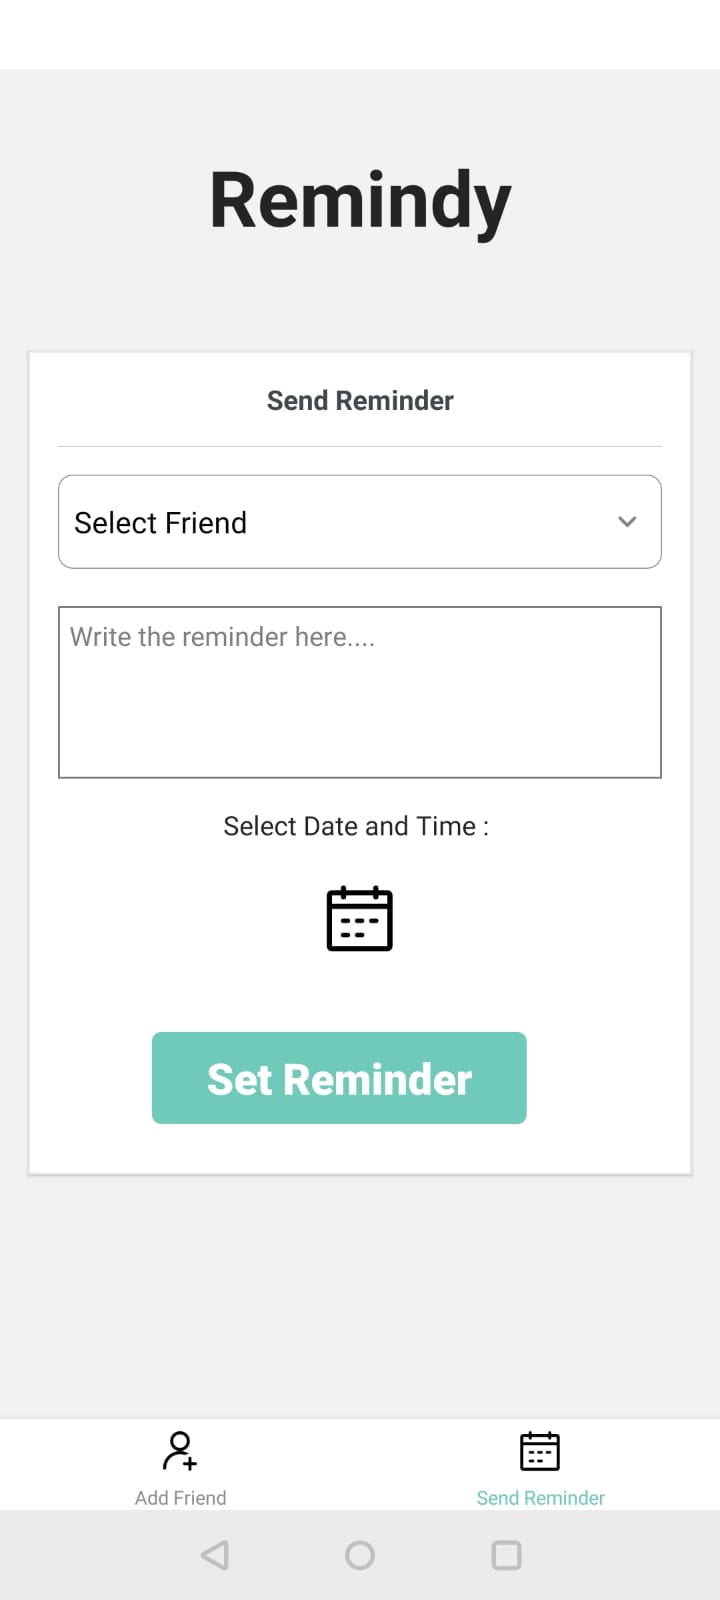 Remindy
Send Reminder
Select Friend
Write the reminder here....
Select Date and Time :
Set Reminder
Add Friend
Send Reminder